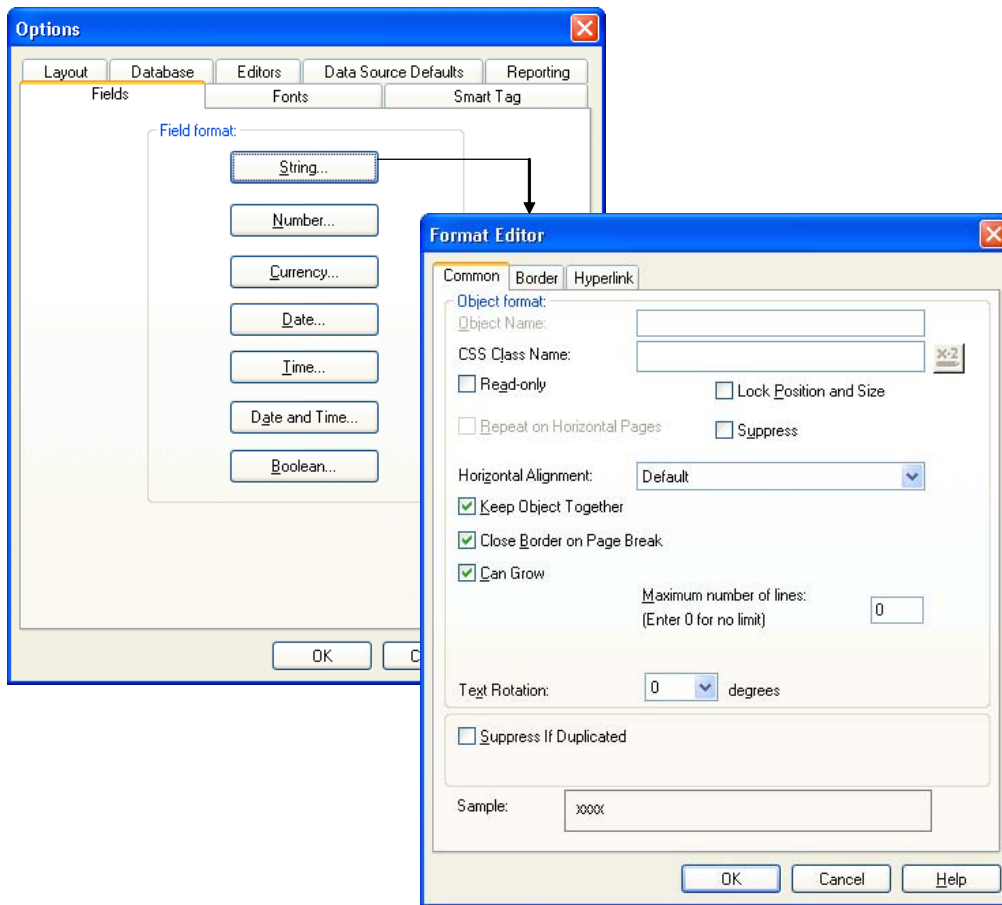 Options
Layout Database Editors Data Source Defaults Reporting
Fields Fonts Smart Tag
Field format:
String...
Number...
Currency...
Date...
Time...
Date and Time...
Boolean...
OK C
Format Editor
Common Border Hyperlink
Object format:
Object Name:
CSS Class Name:
X-2
Read-only
Lock Position and Size
Repeat on Horizontal Pages
Suppress
Horizontal Alignment: Default
Keep Object Together
Close Border on Page Break
Can Grow
Maximum number of lines:
(Enter 0 for no limit)
0
Text Rotation: 0 degrees
Suppress If Duplicated
Sample: xxxx
OK Cancel Help